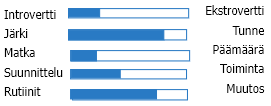 Introvertti Ekstrovertti
Järki Tunne
Matka Päämäärä
Suunnittelu Toiminta
Rutiinit Muutos